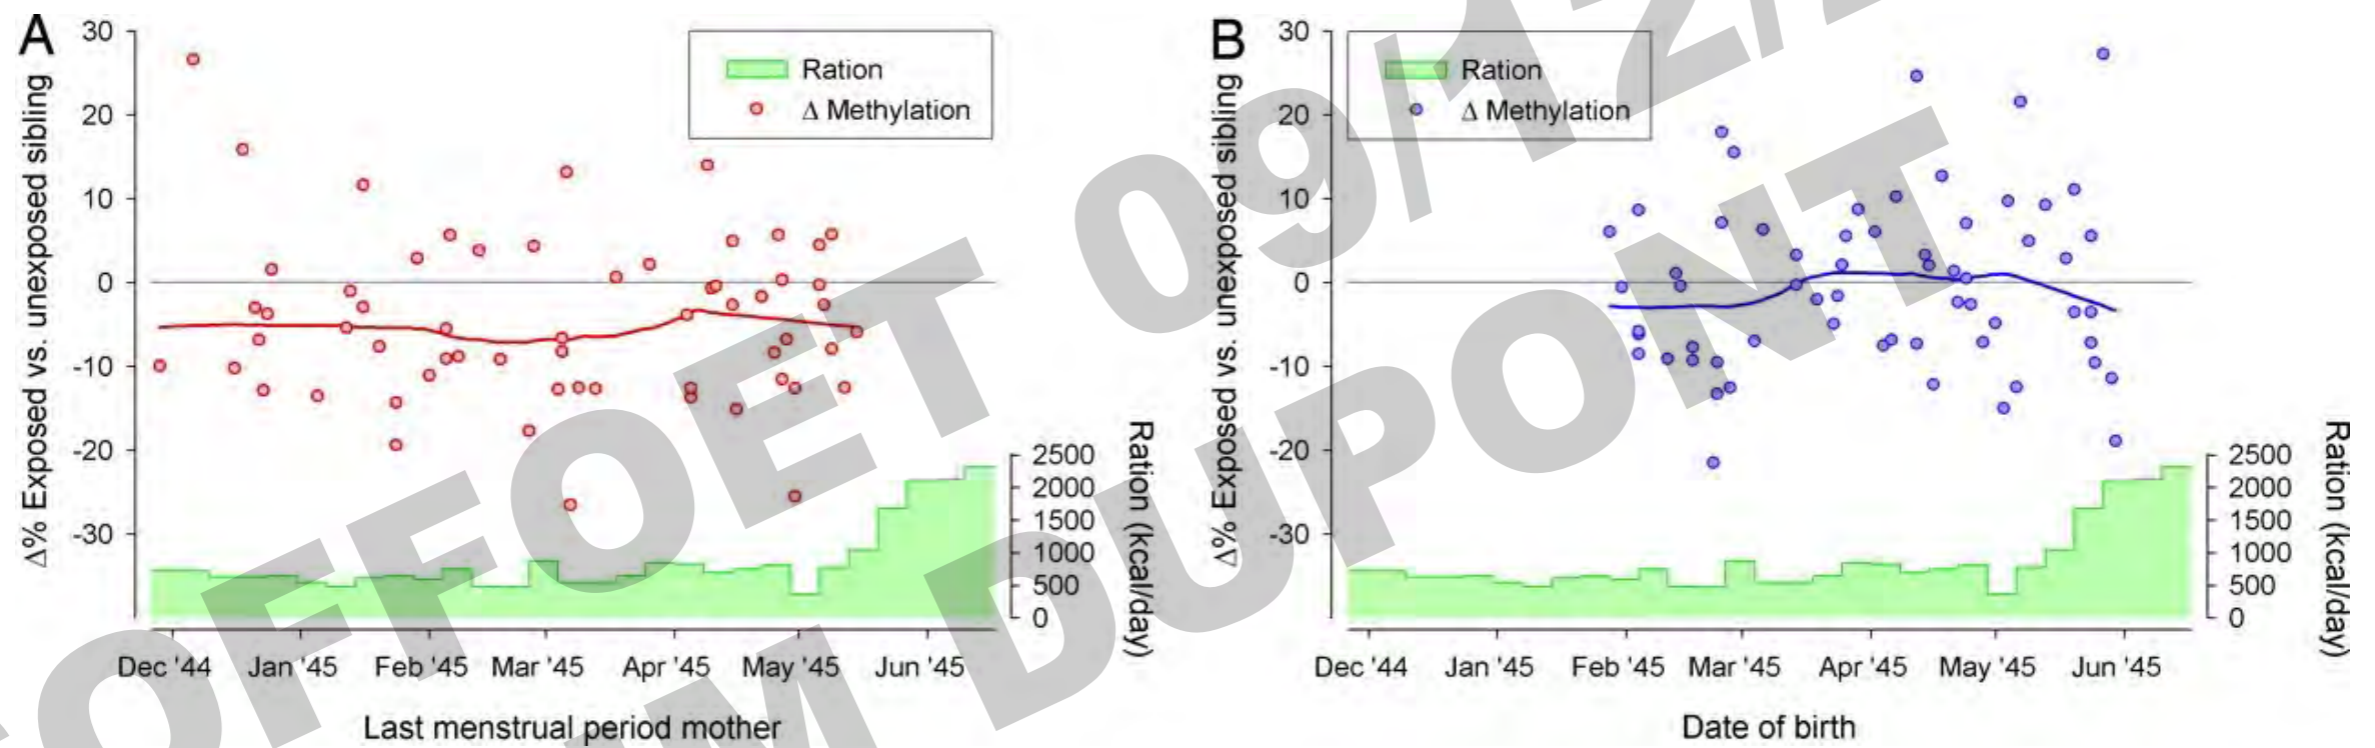 A
30
20
10
0
-10
-20
-30
Δ% Exposed vs. unexposed sibling
Ration
Δ Methylation
2500
2000
1500
1000
500
0
Ration (kcal/day)
Dec '44 Jan '45 Feb '45 Mar '45 Apr '45 May '45 Jun '45
Last menstrual period mother
B
30
20
10
0
-10
-20
-30
Δ% Exposed vs. unexposed sibling
Ration
Δ Methylation
2500
2000
1500
1000
500
0
Ration (kcal/day)
Dec '44 Jan '45 Feb '45 Mar '45 Apr '45 May '45 Jun '45
Date of birth
OFFOET 09/12/
M DUPONT